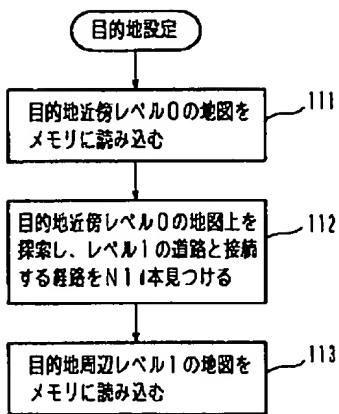 目的地設定
目的地近傍レベル0の地図を
メモリに読み込む
111
目的地近傍レベル0の地図上を
探索し、レベル1の道路と接続
する経路をN1d本見つける
112
目的地周辺レベル1の地図を
メモリに読み込む
113